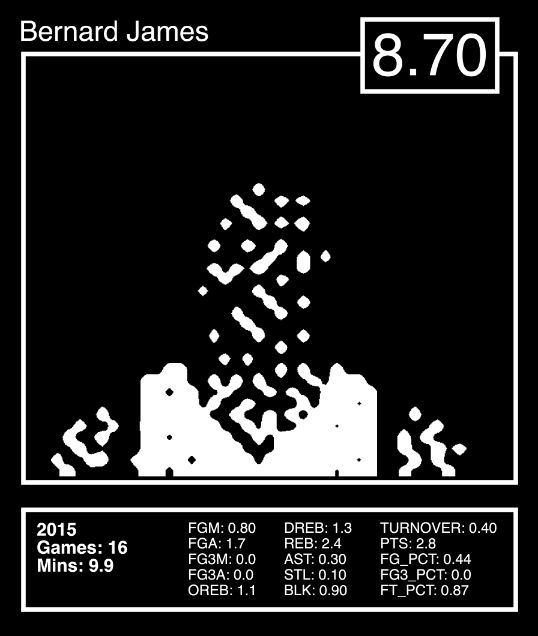 Bernard James
8.70
2015
Games: 16
Mins: 9.9
FGM: 0.80
FGA: 1.7
FG3M: 0.0
FG3A: 0.0
OREB: 1.1
DREB: 1.3
REB: 2.4
AST: 0.30
STL: 0.10
BLK: 0.90
TURNOVER: 0.40
PTS: 2.8
FG_PCT: 0.44
FG3_PCT: 0.0
FT_PCT: 0.87